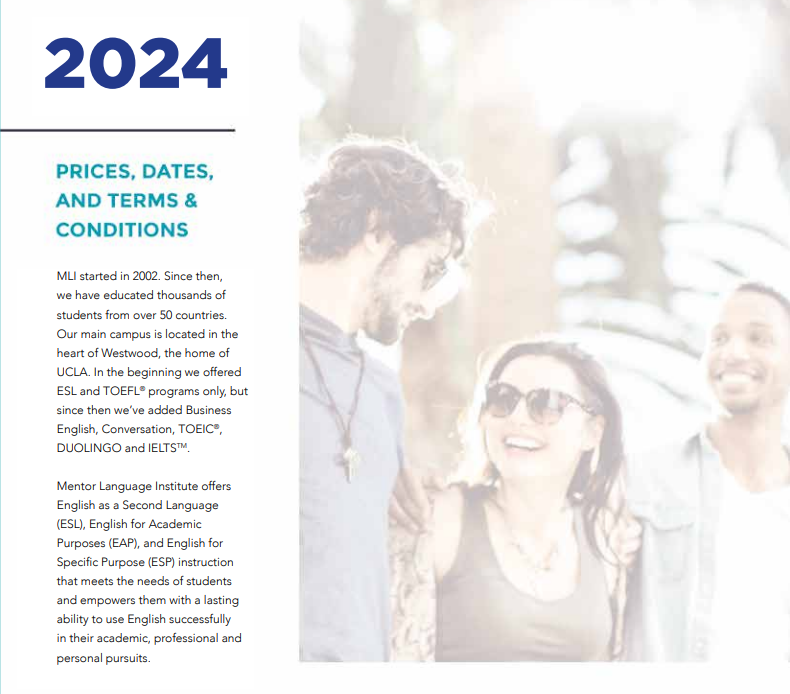 2024
PRICES, DATES,
AND TERMS &
CONDITIONS
MLI started in 2002. Since then,
we have educated thousands of
students from over 50 countries.
Our main campus is located in the
heart of Westwood, the home of
UCLA. In the beginning we offered
ESL and TOEFL® programs only, but
since then we’ve added Business
English, Conversation, TOEIC®,
DUOLINGO and IELTS™.
Mentor Language Institute offers
English as a Second Language
(ESL), English for Academic
Purposes (EAP), and English for
Specific Purpose (ESP) instruction
that meets the needs of students
and empowers them with a lasting
ability to use English successfully
in their academic, professional and
personal pursuits.